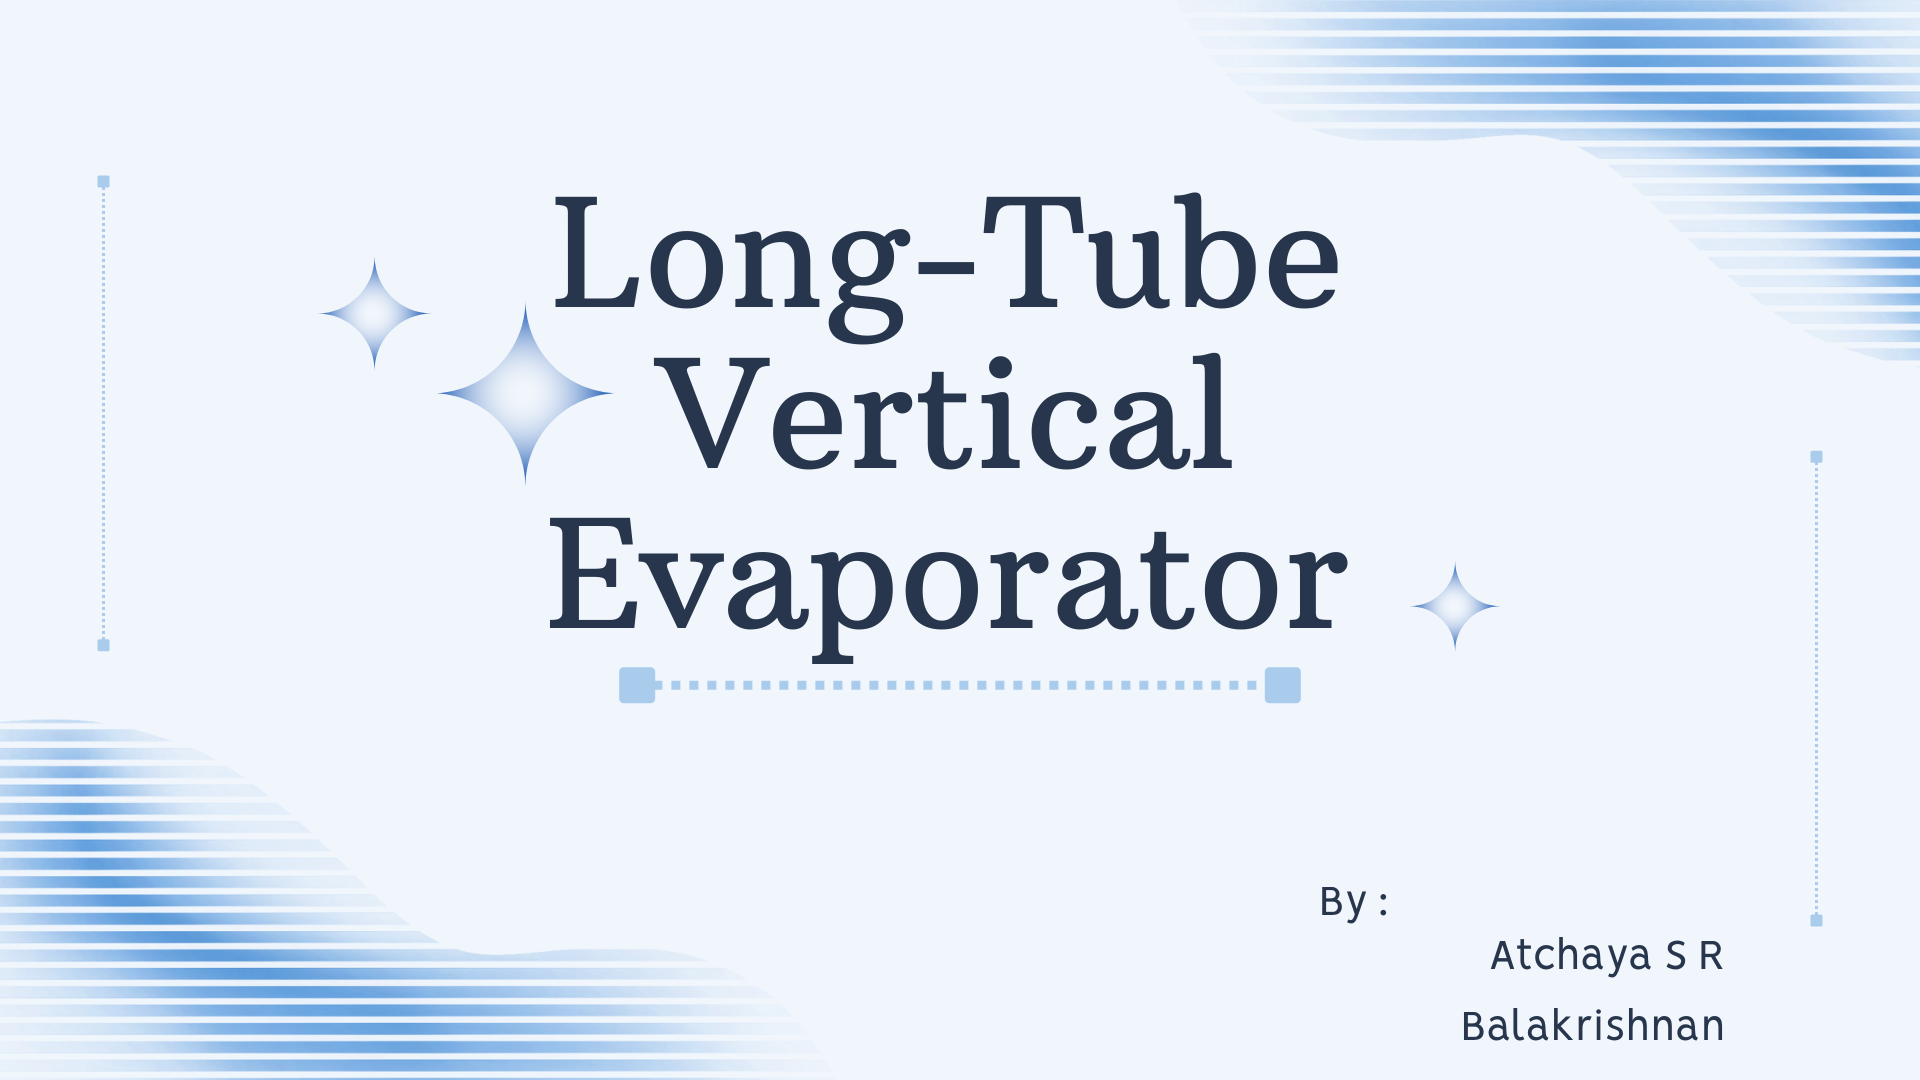 Long-Tube
Vertical
Evaporator
By :
Atchaya S R
Balakrishnan